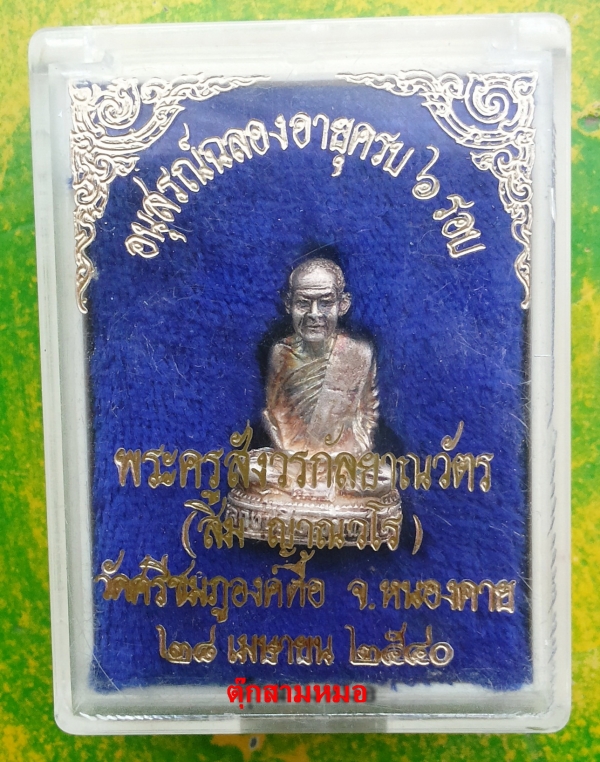 อนุสรณ์ฉลองอายุครบ ๖ รอบ
พระครูสังวรกัลยาณวัตร
(สิม ญาณวโร)
วัดศรีชมภูองค์ตื้อ จ.หนองคาย
๒๘ เมษายน ๒๕๔๐
ตุ๊กสามหมอ